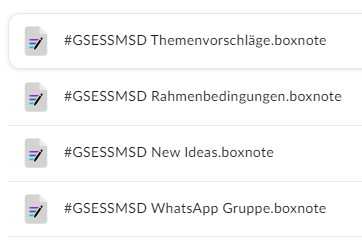 #GSESSMSD Themenvorschläge.boxnote
#GSESSMSD Rahmenbedingungen.boxnote
#GSESSMSD New Ideas.boxnote
#GSESSMSD WhatsApp Gruppe.boxnote